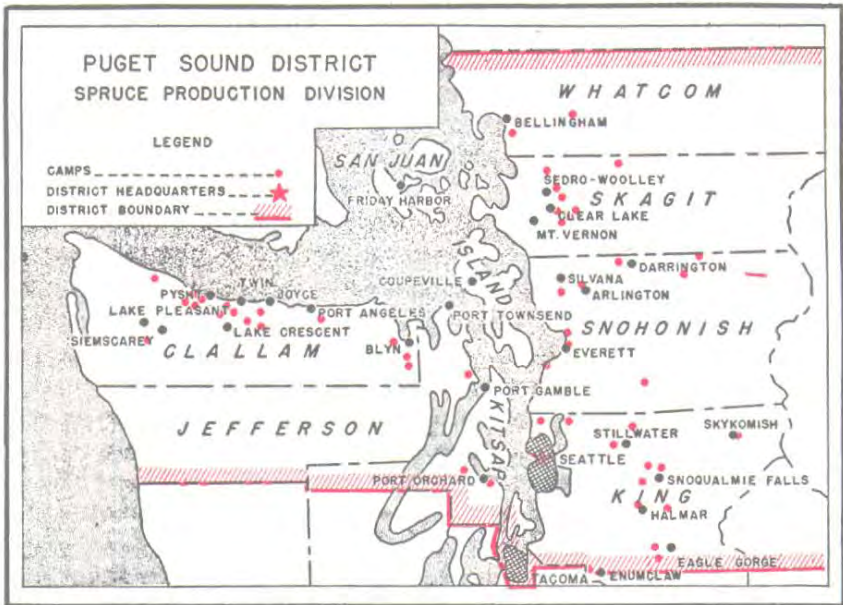 PUGET SOUND DISTRICT
SPRUCE PRODUCTION DIVISION
LEGEND
CAMPS
DISTRICT HEADQUARTERS
DISTRICT BOUNDARY
WHATCOM
BELLINGHAM
SAN JUAN
FRIDAY HARBOR
SEDRO-WOOLLEY
SKAGIT
CLEAR LAKE
MT. VERNON
ISLAND
COUPEVILLE
DARRINGTON
SILVANA
ARLINGTON
SNOHONISH
EVERETT
TWIN
PYSHT
JOYCE
LAKE PLEASANT
PORT ANGELES
PORT TOWNSEND
SIEMSCAREY
LAKE CRESCENT
CLALLAM
BLYN
PORT GAMBLE
KITSAP
JEFFERSON
STILLWATER
SKYKOMISH
SEATTLE
PORT ORCHARD
SNOQUALMIE FALLS
KING
HALMAR
EAGLE GORGE
TACOMA
ENUMCLAW